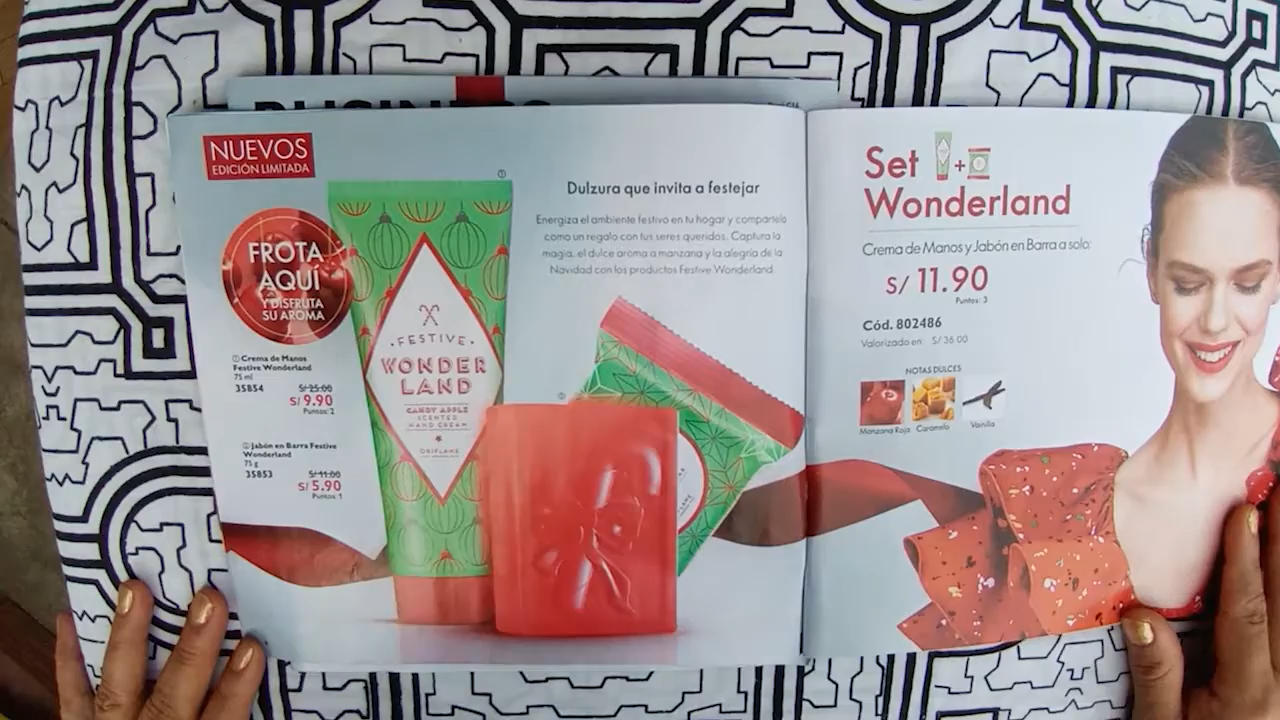 BUSINESS
NUEVOS
EDICIÓN LIMITADA
FROTA
AQUÍ
Y DISFRUTA
SU AROMA
① Crema de Manos
Festive Wonderland
75 ml
35854 S/ 25.00
S/ 9.90
Puntos: 2
② Jabón en Barra Festive
Wonderland
75 g
35853 S/ 11.00
S/ 5.90
Puntos: 1
①
FESTIVE
WONDER
LAND
CANDY APPLE
SCENTED
HAND CREAM
ORIFLAME
②
Dulzura que invita a festejar
Energiza el ambiente festivo en tu hogar y compártelo
como un regalo con tus seres queridos. Captura la
magia, el dulce aroma a manzana y la alegría de la
Navidad con los productos Festive Wonderland.
Set +
Wonderland
Crema de Manos y Jabón en Barra a solo:
S/ 11.90
Puntos: 3
Cód. 802486
Valorizado en: S/ 36.00
NOTAS DULCES
Manzana Roja Caramelo Vainilla